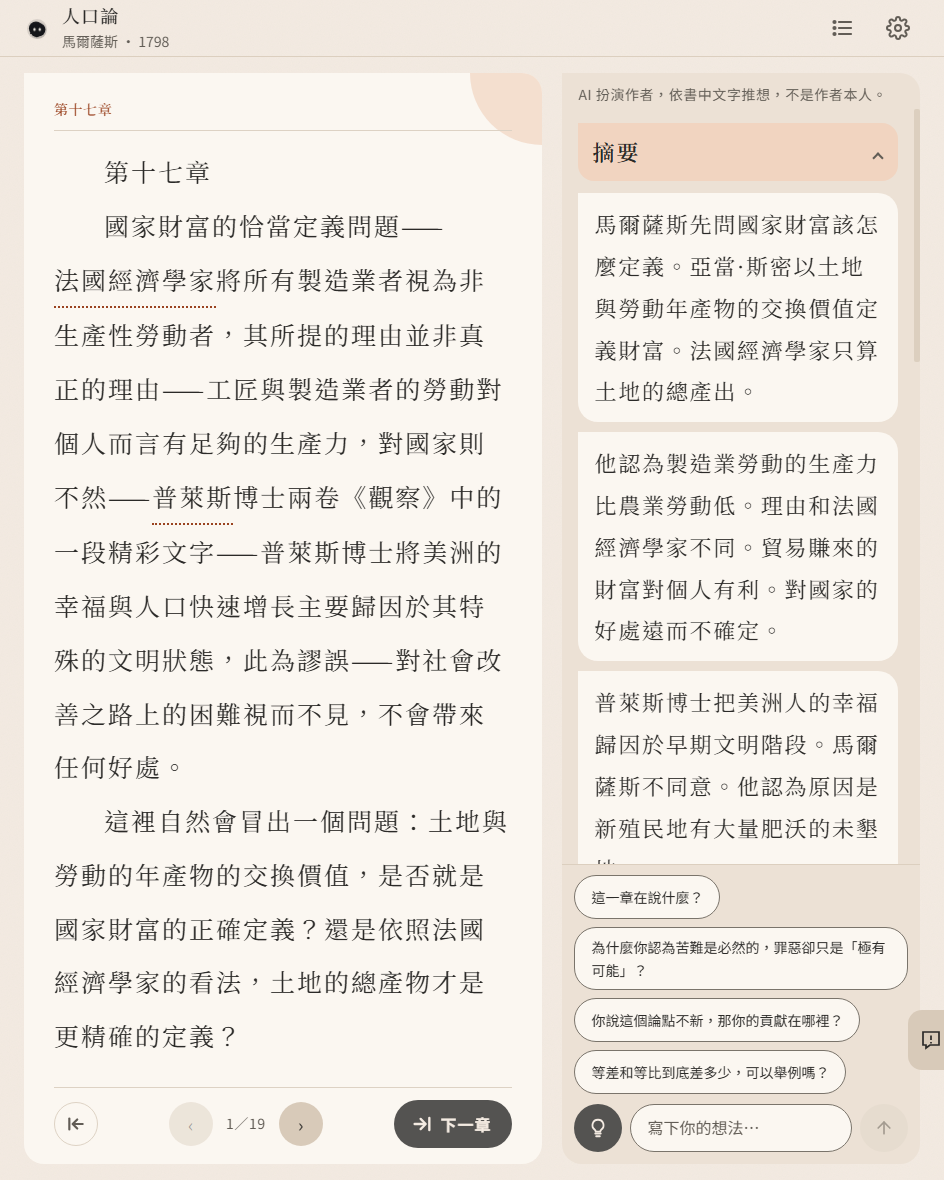 人口論
馬爾薩斯 · 1798
第十七章
第十七章
國家財富的恰當定義問題——
法國經濟學家將所有製造業者視為非
生產性勞動者，其所提的理由並非真
正的理由——工匠與製造業者的勞動對
個人而言有足夠的生產力，對國家則
不然——普萊斯博士兩卷《觀察》中的
一段精彩文字——普萊斯博士將美洲的
幸福與人口快速增長主要歸因於其特
殊的文明狀態，此為謬誤——對社會改
善之路上的困難視而不見，不會帶來
任何好處。
這裡自然會冒出一個問題：土地與
勞動的年產物的交換價值，是否就是
國家財富的正確定義？還是依照法國
經濟學家的看法，土地的總產物才是
更精確的定義？
1／19
下一章
AI 扮演作者，依書中文字推想，不是作者本人。
摘要
馬爾薩斯先問國家財富該怎
麼定義。亞當·斯密以土地
與勞動年產物的交換價值定
義財富。法國經濟學家只算
土地的總產出。
他認為製造業勞動的生產力
比農業勞動低。理由和法國
經濟學家不同。貿易賺來的
財富對個人有利。對國家的
好處遠而不確定。
普萊斯博士把美洲人的幸福
歸因於早期文明階段。馬爾
薩斯不同意。他認為原因是
新殖民地有大量肥沃的未墾
這一章在說什麼？
為什麼你認為苦難是必然的，罪惡卻只是「極有
可能」？
你說這個論點不新，那你的貢獻在哪裡？
等差和等比到底差多少，可以舉例嗎？
寫下你的想法⋯